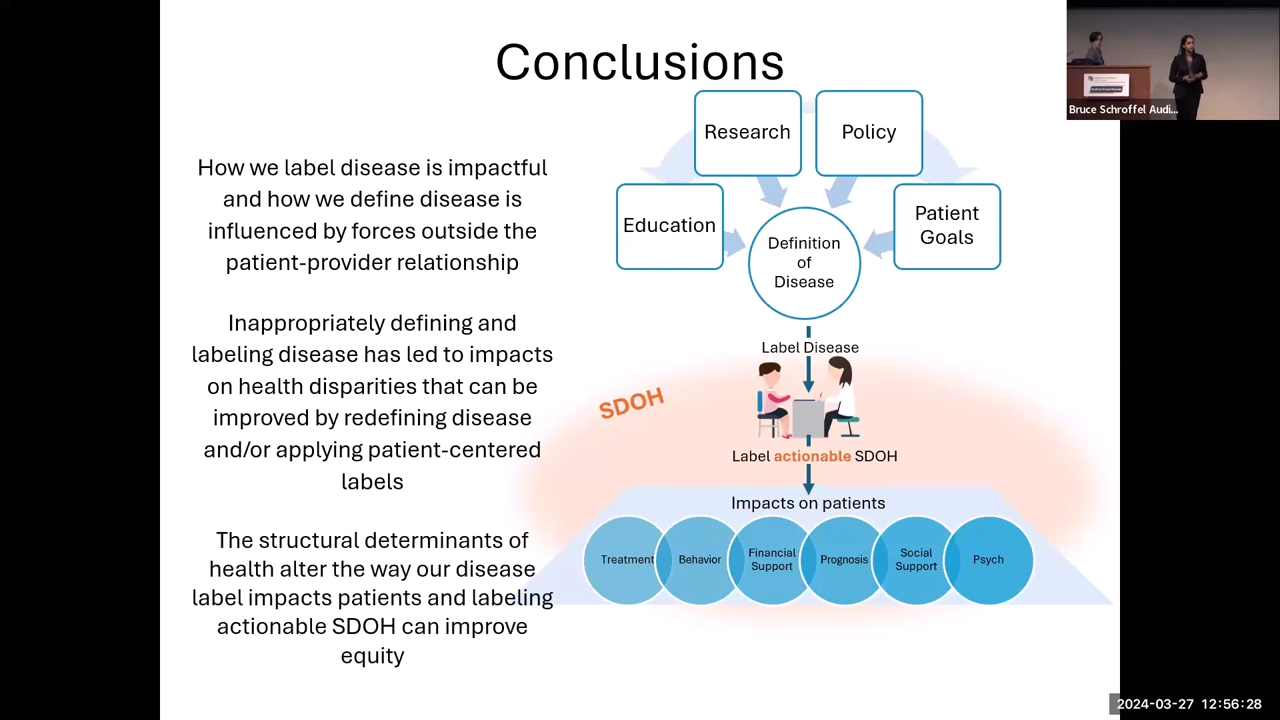 Conclusions
How we label disease is impactful
and how we define disease is
influenced by forces outside the
patient-provider relationship
Inappropriately defining and
labeling disease has led to impacts
on health disparities that can be
improved by redefining disease
and/or applying patient-centered
labels
The structural determinants of
health alter the way our disease
label impacts patients and labeling
actionable SDOH can improve
equity
Research
Policy
Education
Patient
Goals
Definition
of
Disease
Label Disease
SDOH
Label actionable SDOH
Impacts on patients
Treatment
Behavior
Financial
Support
Prognosis
Social
Support
Psych
Bruce Schroffel Audi...
2024-03-27 12:56:28